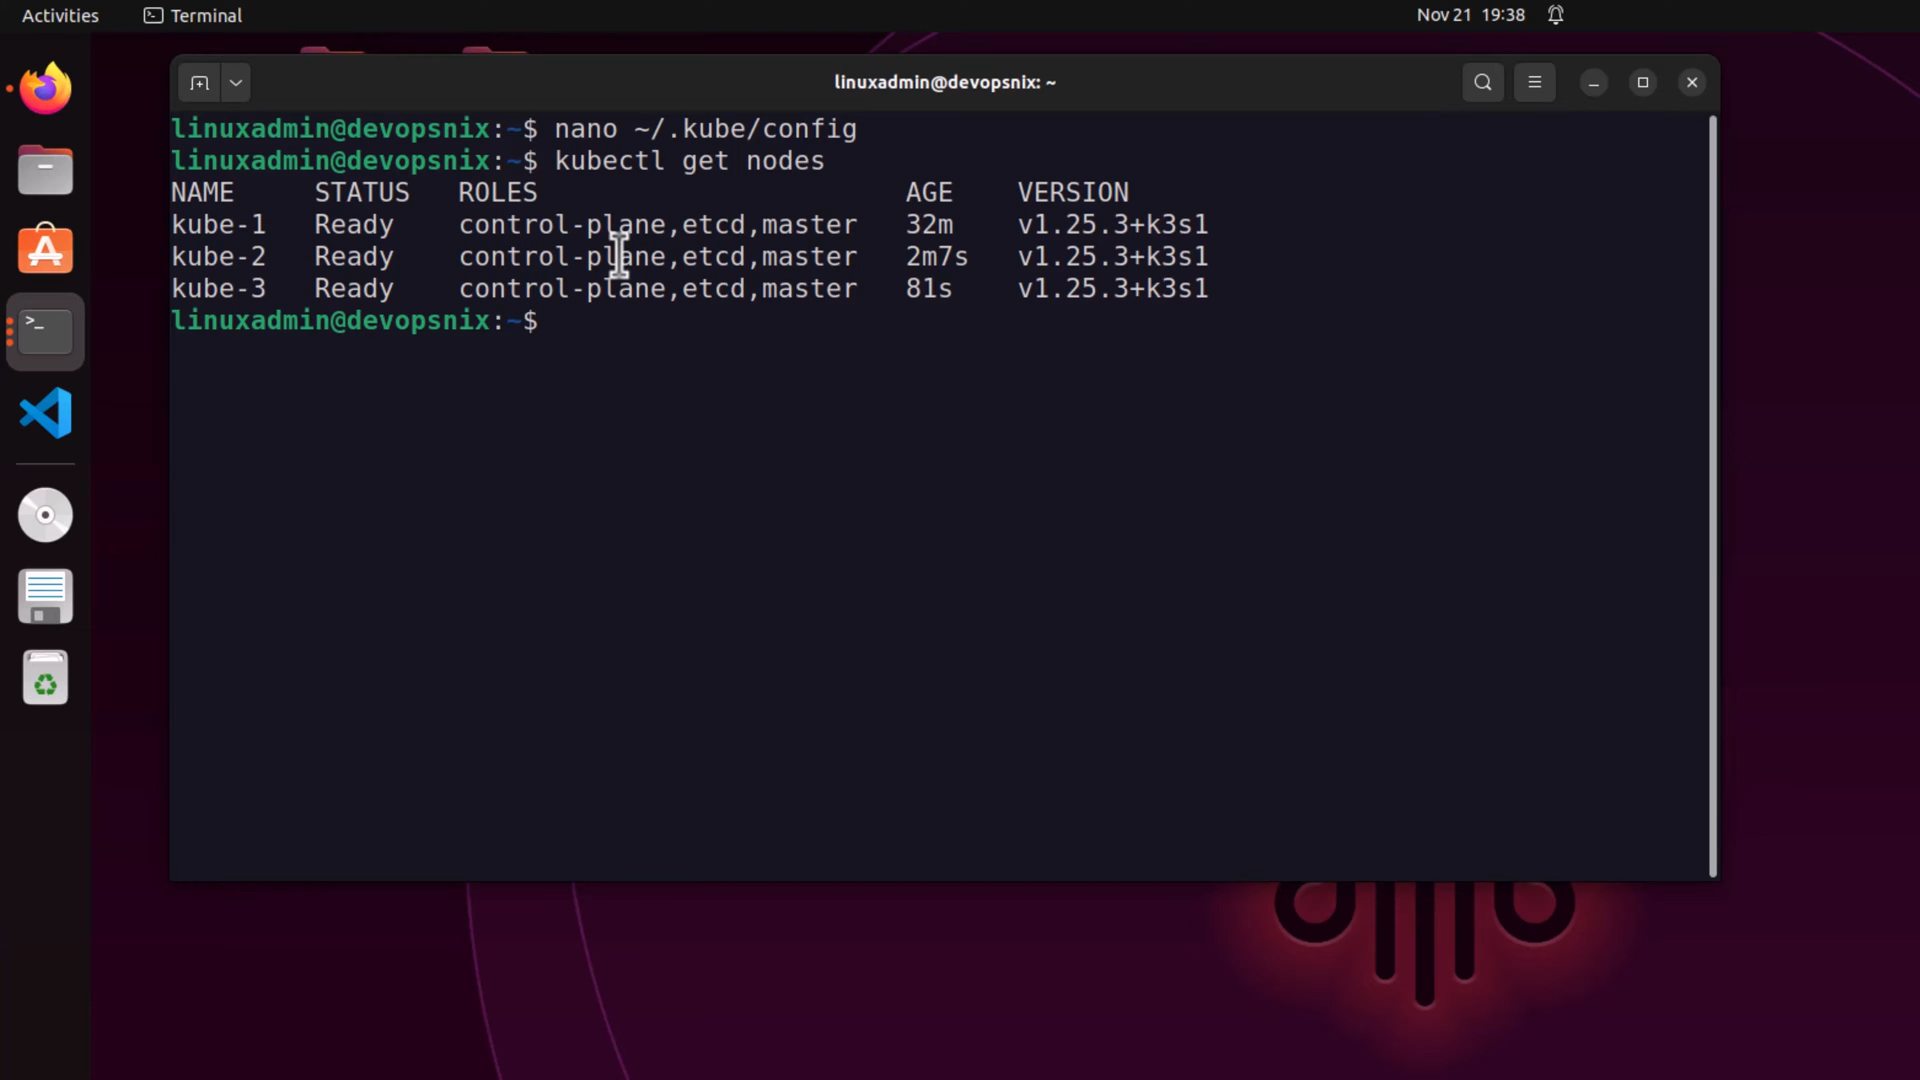 Activities
Terminal
Nov 21 19:38
linuxadmin@devopsnix: ~
linuxadmin@devopsnix:~$ nano ~/.kube/config
linuxadmin@devopsnix:~$ kubectl get nodes
NAME STATUS ROLES AGE VERSION
kube-1 Ready control-plane,etcd,master 32m v1.25.3+k3s1
kube-2 Ready control-plane,etcd,master 2m7s v1.25.3+k3s1
kube-3 Ready control-plane,etcd,master 81s v1.25.3+k3s1
linuxadmin@devopsnix:~$